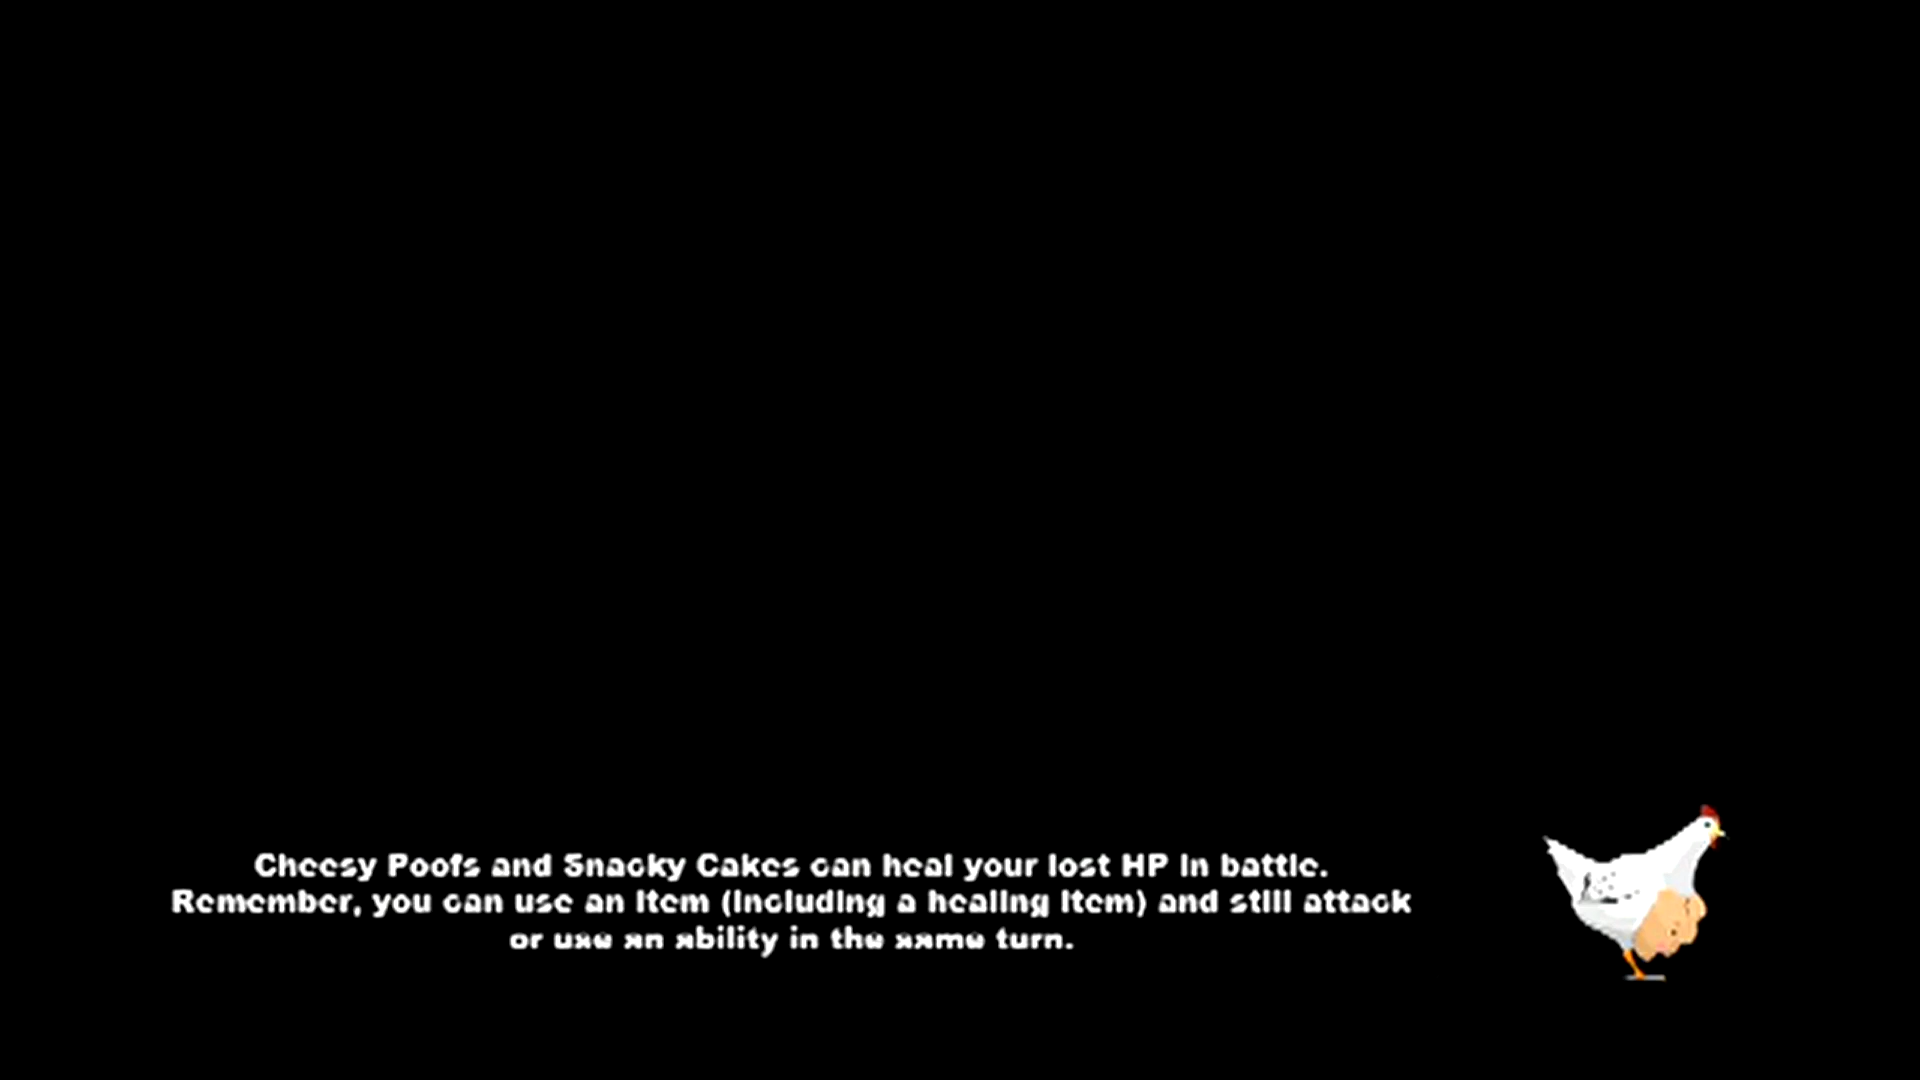 Cheesy Poofs and Snacky Cakes can heal your lost HP in battle.
Remember, you can use an item (including a healing item) and still attack
or use an ability in the same turn.